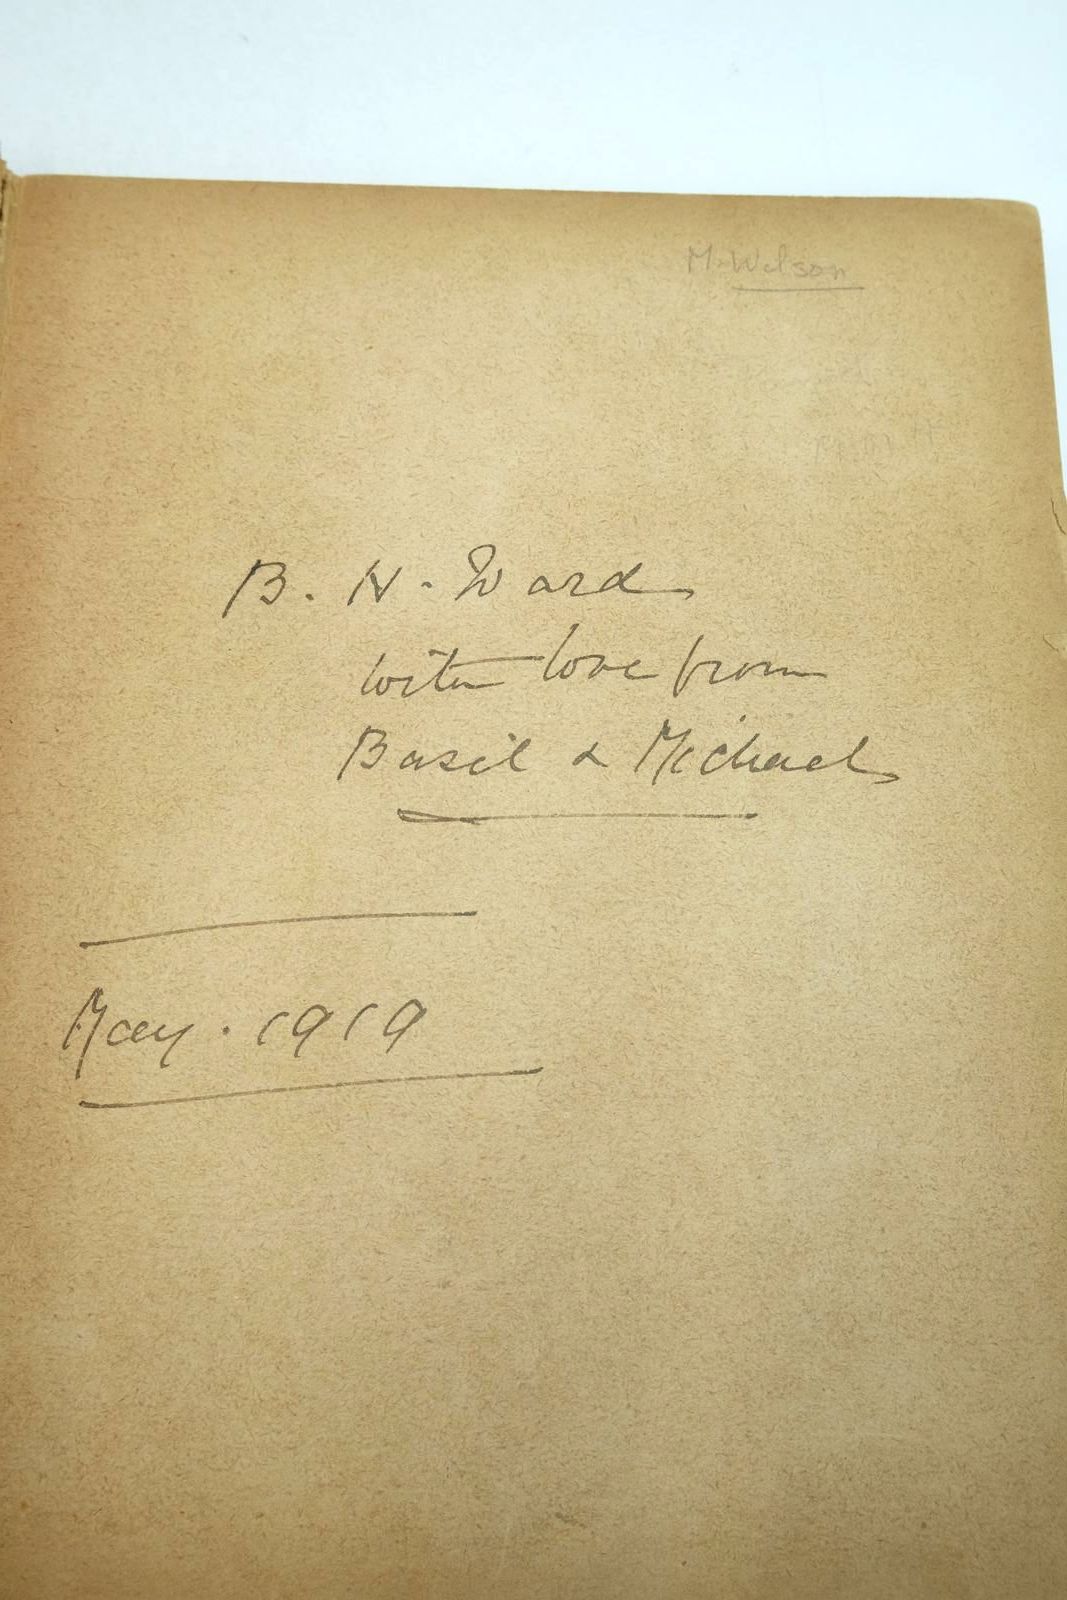 M. Wilson
B. H. Ward
with love from
Basil & Michael
May. 1919